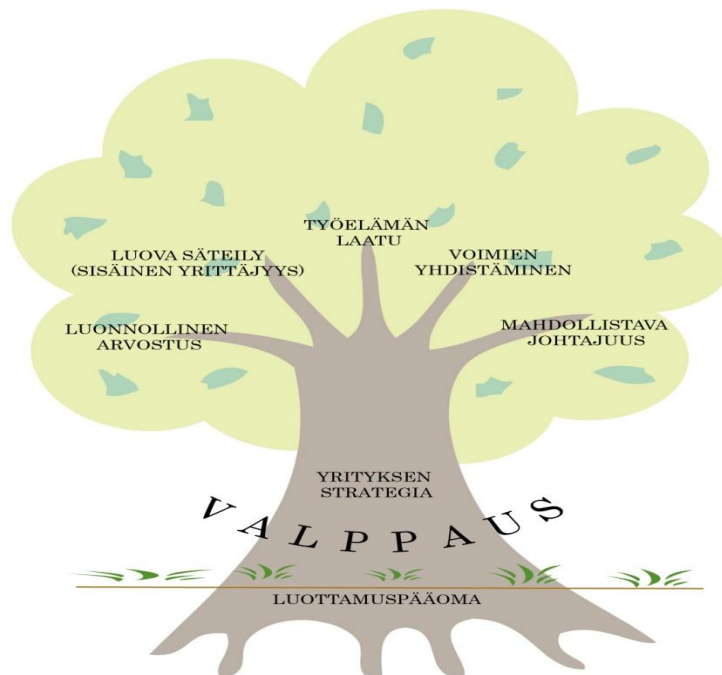 TYÖELÄMÄN
LAATU
LUOVA SÄTEILY
(SISÄINEN YRITTÄJYYS)
VOIMIEN
YHDISTÄMINEN
LUONNOLLINEN
ARVOSTUS
MAHDOLLISTAVA
JOHTAJUUS
YRITYKSEN
STRATEGIA
VALPPAUS
LUOTTAMUSPÄÄOMA